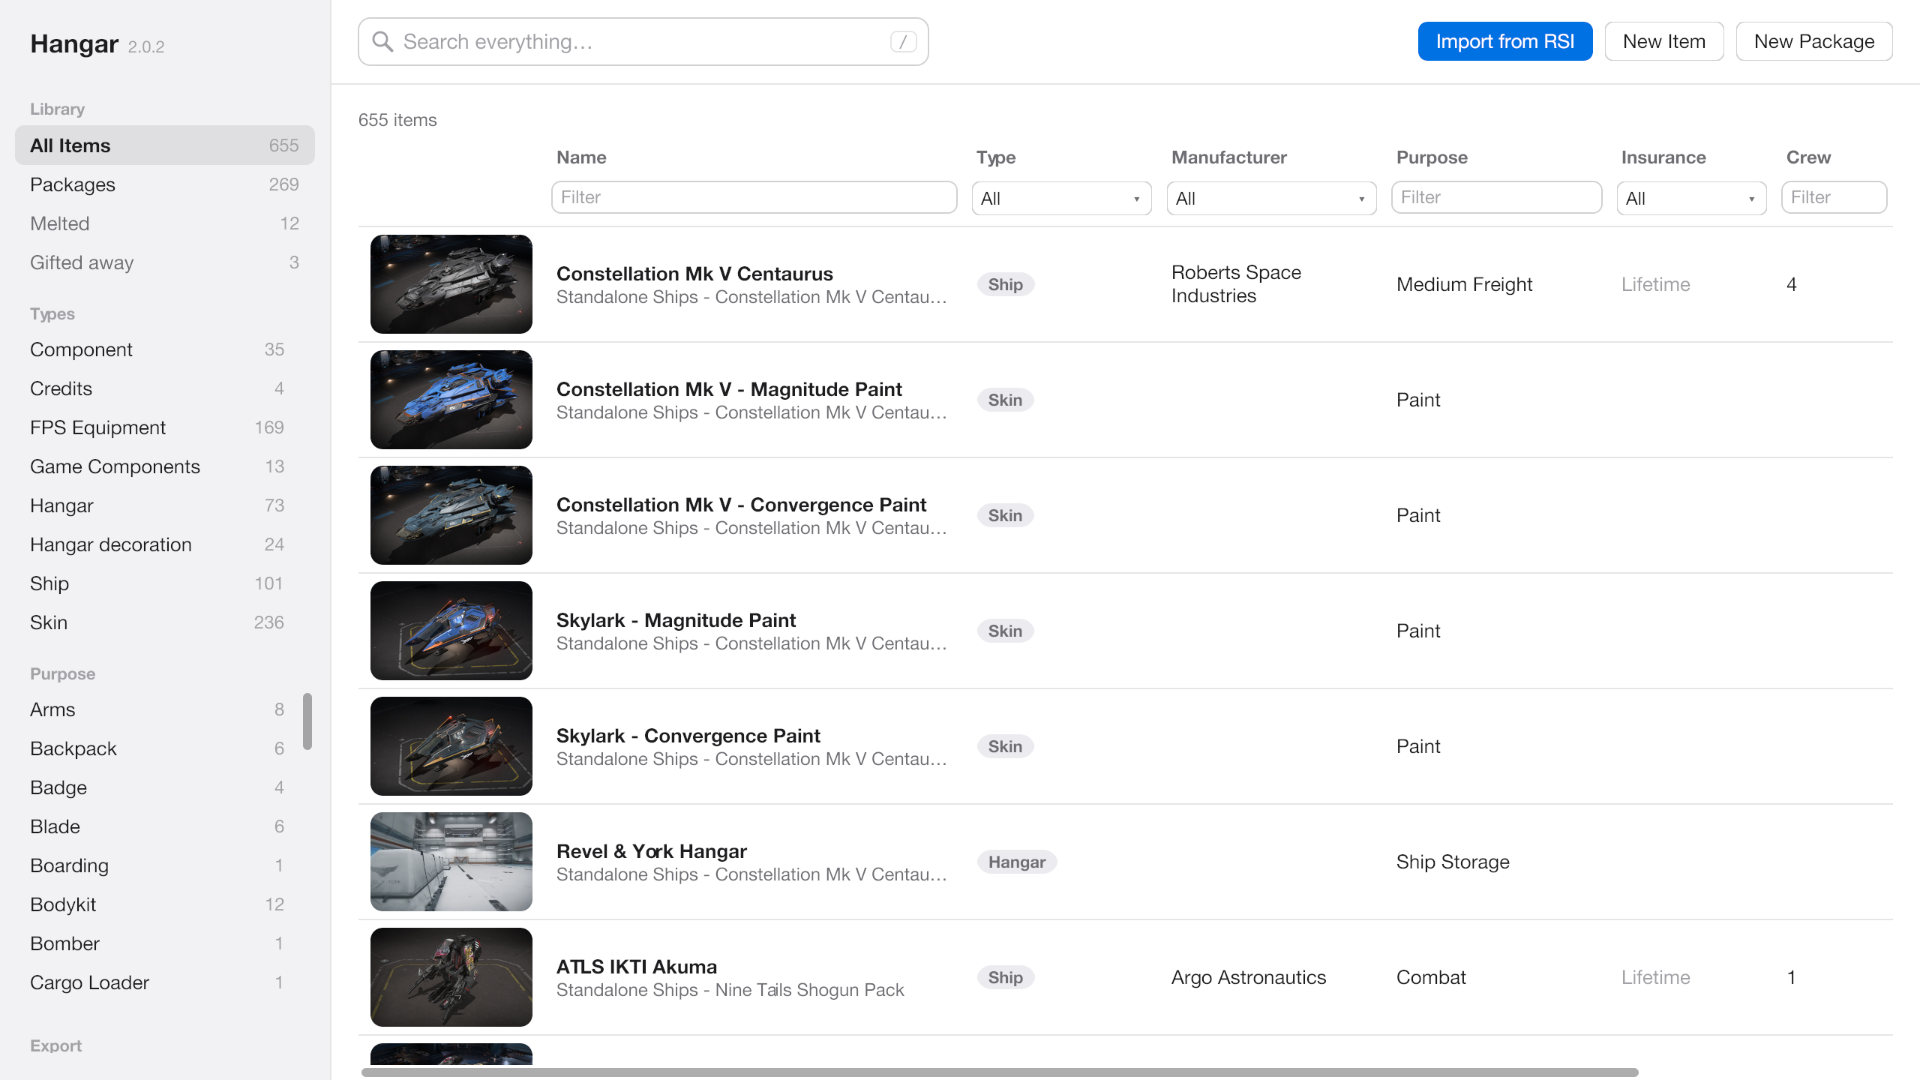 Hangar 2.0.2
Library
All Items 655
Packages 269
Melted 12
Gifted away 3
Types
Component 35
Credits 4
FPS Equipment 169
Game Components 13
Hangar 73
Hangar decoration 24
Ship 101
Skin 236
Purpose
Arms 8
Backpack 6
Badge 4
Blade 6
Boarding 1
Bodykit 12
Bomber 1
Cargo Loader 1
Export
Search everything… /
Import from RSI
New Item
New Package
655 items
Name Type Manufacturer Purpose Insurance Crew
Filter All All Filter All Filter
Constellation Mk V Centaurus
Standalone Ships - Constellation Mk V Centau…
Ship
Roberts Space
Industries
Medium Freight
Lifetime
4
Constellation Mk V - Magnitude Paint
Standalone Ships - Constellation Mk V Centau…
Skin
Paint
Constellation Mk V - Convergence Paint
Standalone Ships - Constellation Mk V Centau…
Skin
Paint
Skylark - Magnitude Paint
Standalone Ships - Constellation Mk V Centau…
Skin
Paint
Skylark - Convergence Paint
Standalone Ships - Constellation Mk V Centau…
Skin
Paint
Revel & York Hangar
Standalone Ships - Constellation Mk V Centau…
Hangar
Ship Storage
ATLS IKTI Akuma
Standalone Ships - Nine Tails Shogun Pack
Ship
Argo Astronautics
Combat
Lifetime
1